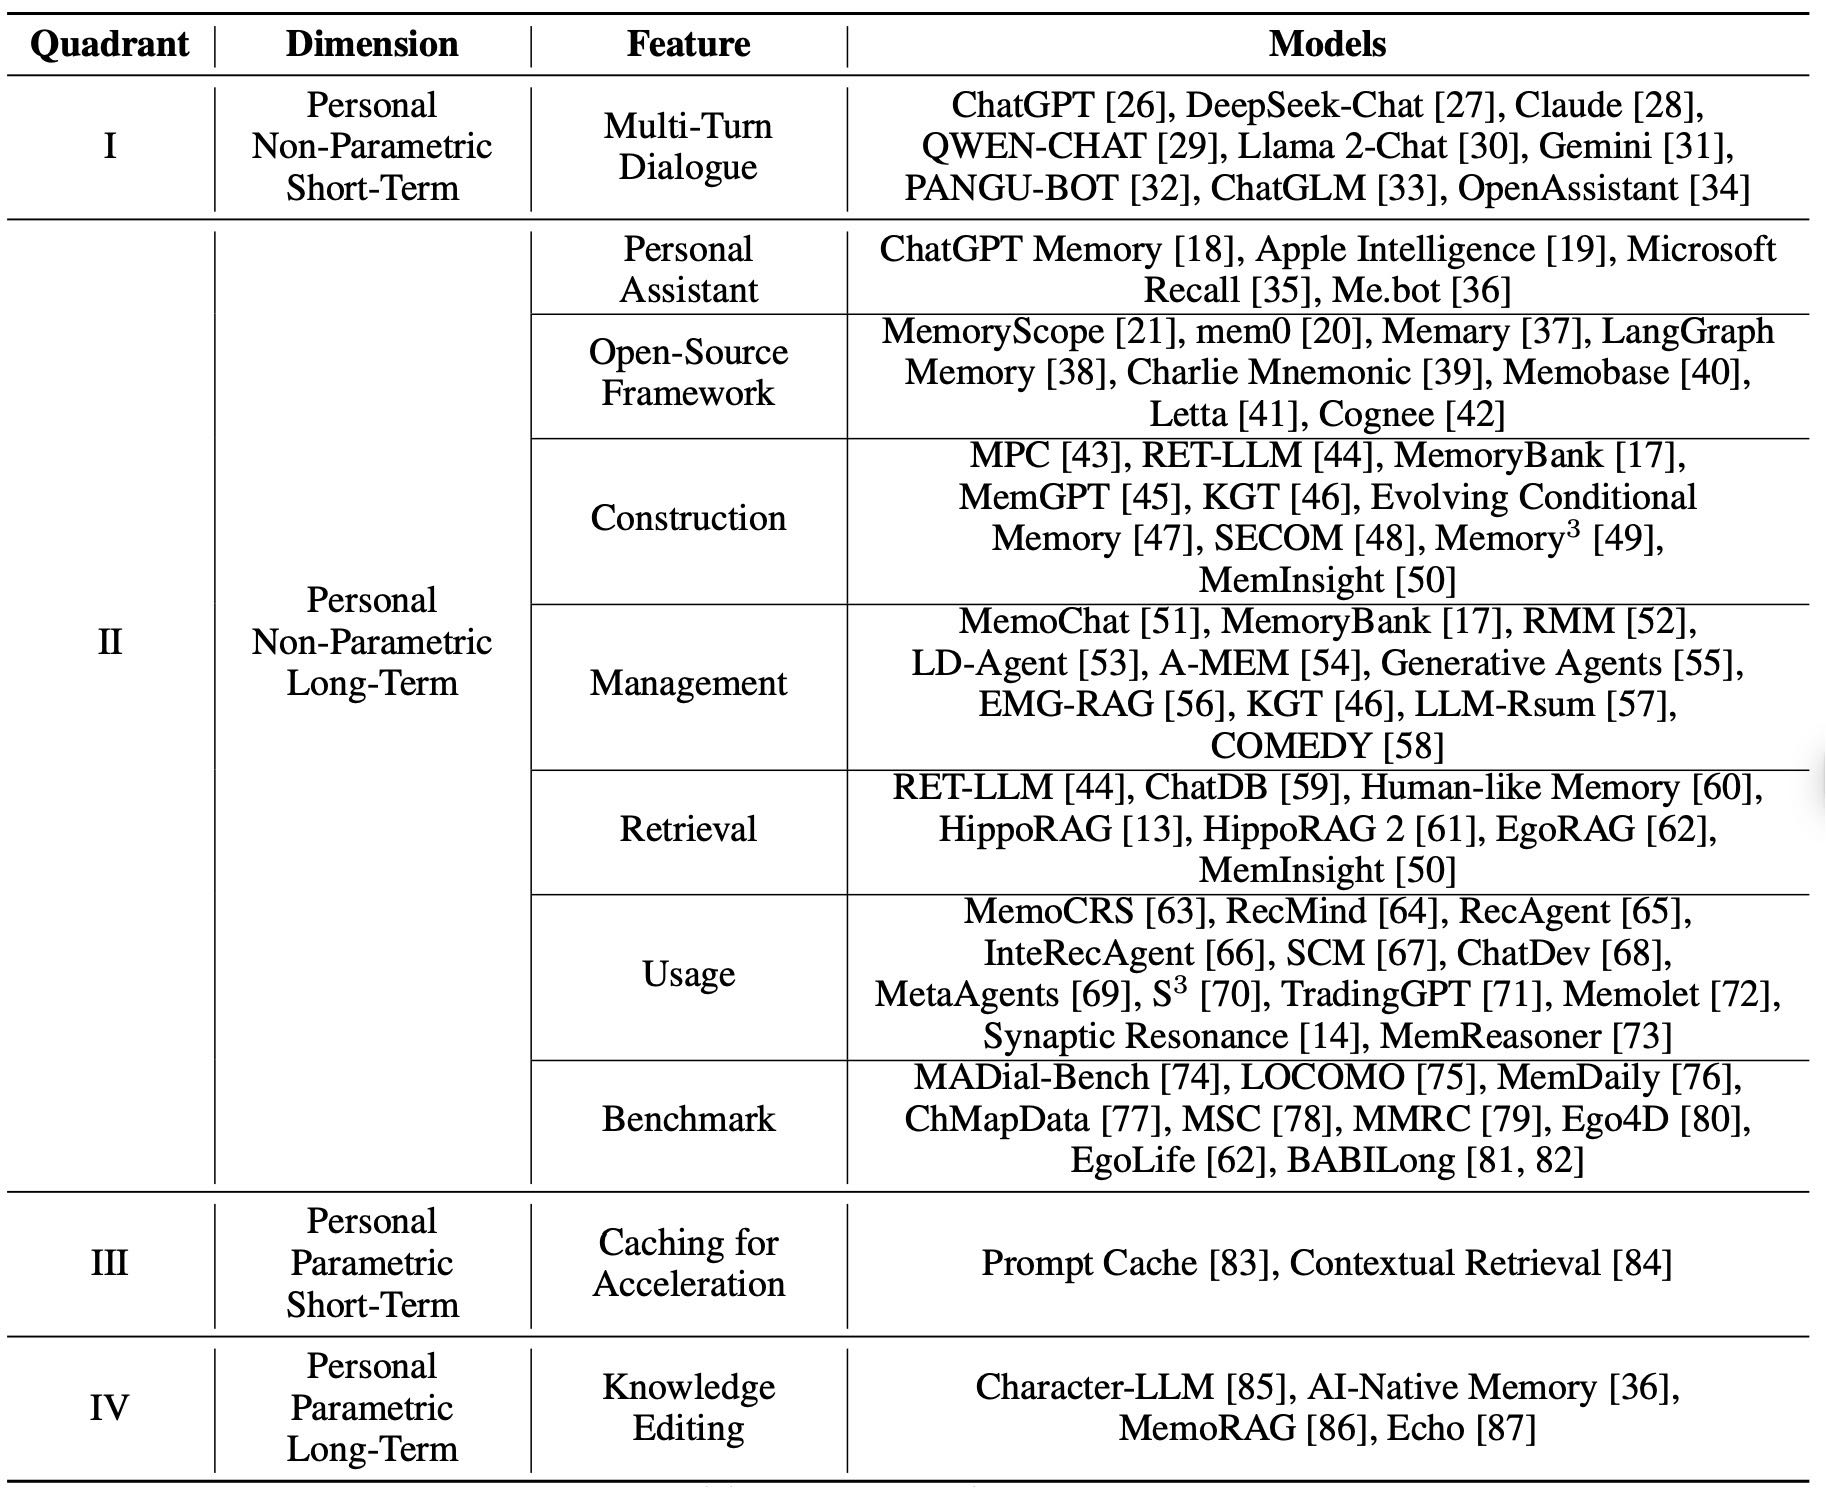 Quadrant Dimension Feature Models
I
Personal
Non-Parametric
Short-Term
Multi-Turn
Dialogue
ChatGPT [26], DeepSeek-Chat [27], Claude [28],
QWEN-CHAT [29], Llama 2-Chat [30], Gemini [31],
PANGU-BOT [32], ChatGLM [33], OpenAssistant [34]
II
Personal
Non-Parametric
Long-Term
Personal
Assistant
ChatGPT Memory [18], Apple Intelligence [19], Microsoft
Recall [35], Me.bot [36]
Open-Source
Framework
MemoryScope [21], mem0 [20], Memary [37], LangGraph
Memory [38], Charlie Mnemonic [39], Memobase [40],
Letta [41], Cognee [42]
Construction
MPC [43], RET-LLM [44], MemoryBank [17],
MemGPT [45], KGT [46], Evolving Conditional
Memory [47], SECOM [48], Memory³ [49],
MemInsight [50]
Management
MemoChat [51], MemoryBank [17], RMM [52],
LD-Agent [53], A-MEM [54], Generative Agents [55],
EMG-RAG [56], KGT [46], LLM-Rsum [57],
COMEDY [58]
Retrieval
RET-LLM [44], ChatDB [59], Human-like Memory [60],
HippoRAG [13], HippoRAG 2 [61], EgoRAG [62],
MemInsight [50]
Usage
MemoCRS [63], RecMind [64], RecAgent [65],
InteRecAgent [66], SCM [67], ChatDev [68],
MetaAgents [69], S³ [70], TradingGPT [71], Memolet [72],
Synaptic Resonance [14], MemReasoner [73]
Benchmark
MADial-Bench [74], LOCOMO [75], MemDaily [76],
ChMapData [77], MSC [78], MMRC [79], Ego4D [80],
EgoLife [62], BABILong [81, 82]
III
Personal
Parametric
Short-Term
Caching for
Acceleration
Prompt Cache [83], Contextual Retrieval [84]
IV
Personal
Parametric
Long-Term
Knowledge
Editing
Character-LLM [85], AI-Native Memory [36],
MemoRAG [86], Echo [87]